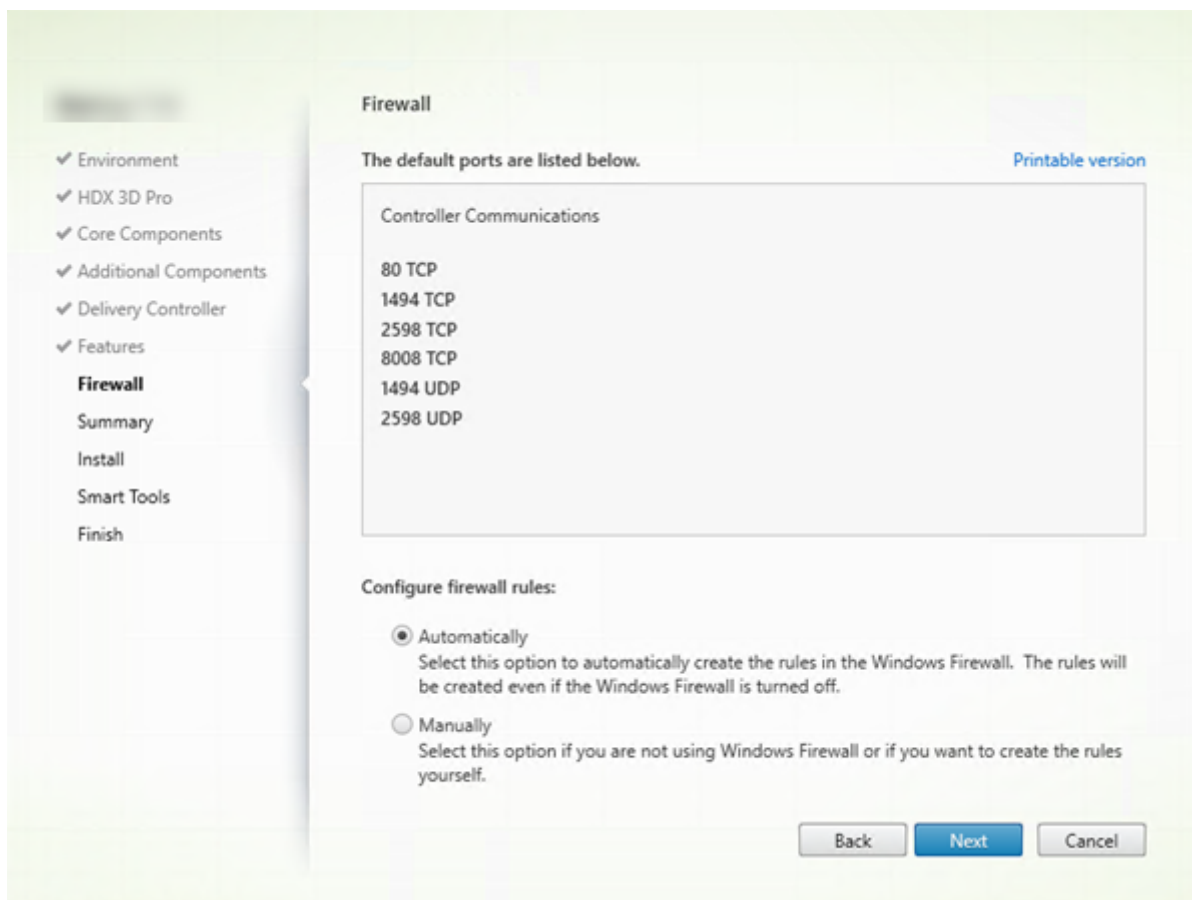 Environment
HDX 3D Pro
Core Components
Additional Components
Delivery Controller
Features
Firewall
Summary
Install
Smart Tools
Finish
Firewall
The default ports are listed below.
Printable version
Controller Communications
80 TCP
1494 TCP
2598 TCP
8008 TCP
1494 UDP
2598 UDP
Configure firewall rules:
Automatically
Select this option to automatically create the rules in the Windows Firewall. The rules will
be created even if the Windows Firewall is turned off.
Manually
Select this option if you are not using Windows Firewall or if you want to create the rules
yourself.
Back
Next
Cancel